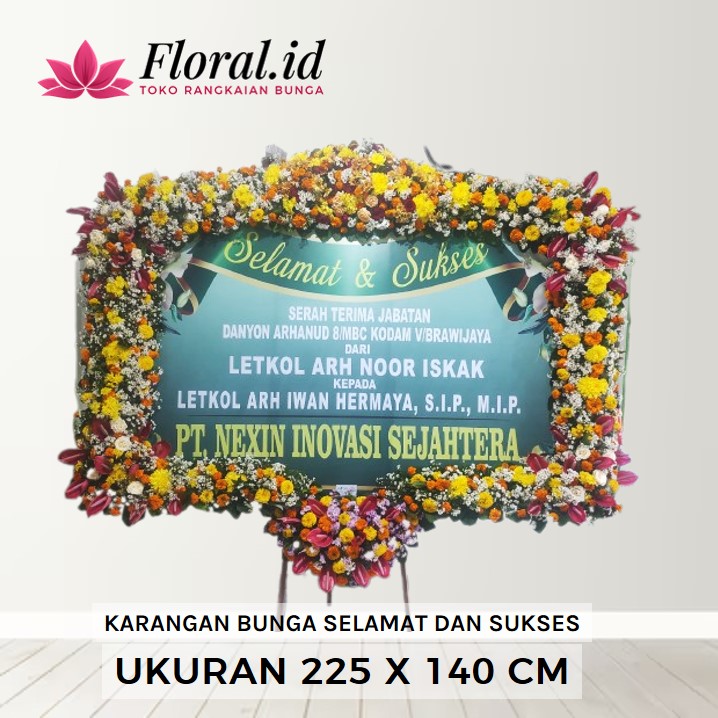 Floral.id
TOKO RANGKAIAN BUNGA
Selamat & Sukses
SERAH TERIMA JABATAN
DANYON ARHANUD 8/MBC KODAM V/BRAWIJAYA
DARI
LETKOL ARH NOOR ISKAK
KEPADA
LETKOL ARH IWAN HERMAYA, S.I.P., M.I.P.
PT. NEXIN INOVASI SEJAHTERA
KARANGAN BUNGA SELAMAT DAN SUKSES
UKURAN 225 X 140 CM